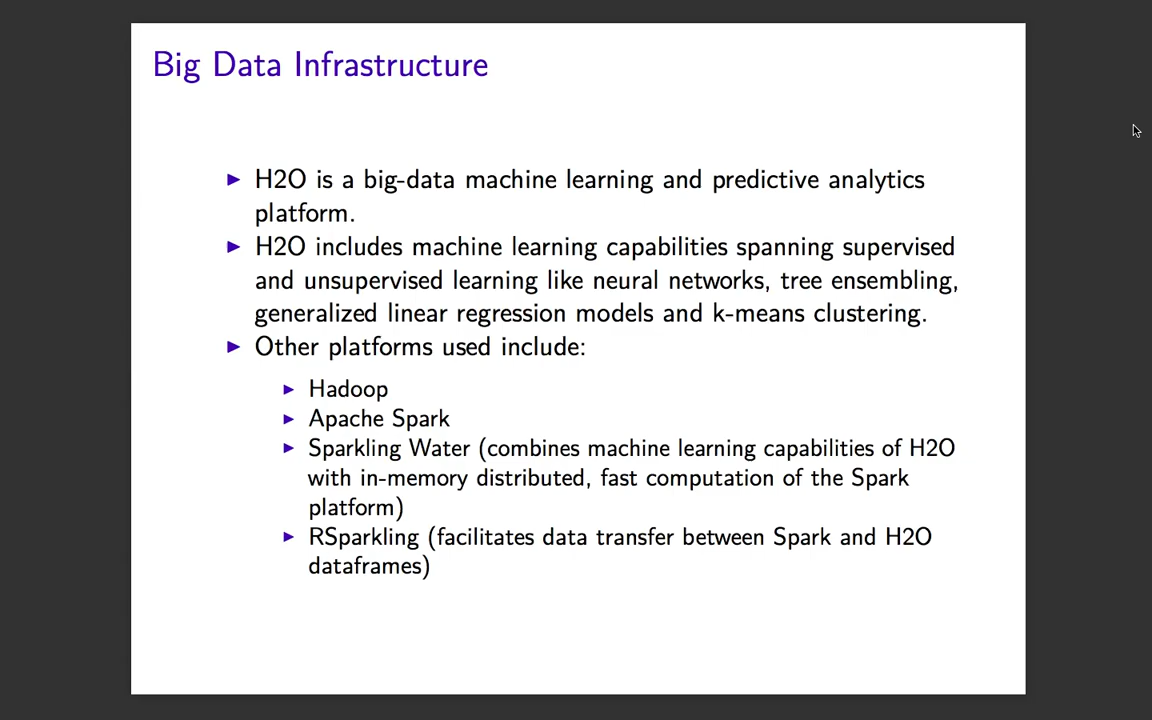 Big Data Infrastructure
▶ H2O is a big-data machine learning and predictive analytics
platform.
▶ H2O includes machine learning capabilities spanning supervised
and unsupervised learning like neural networks, tree ensembling,
generalized linear regression models and k-means clustering.
▶ Other platforms used include:
▶ Hadoop
▶ Apache Spark
▶ Sparkling Water (combines machine learning capabilities of H2O
with in-memory distributed, fast computation of the Spark
platform)
▶ RSparkling (facilitates data transfer between Spark and H2O
dataframes)